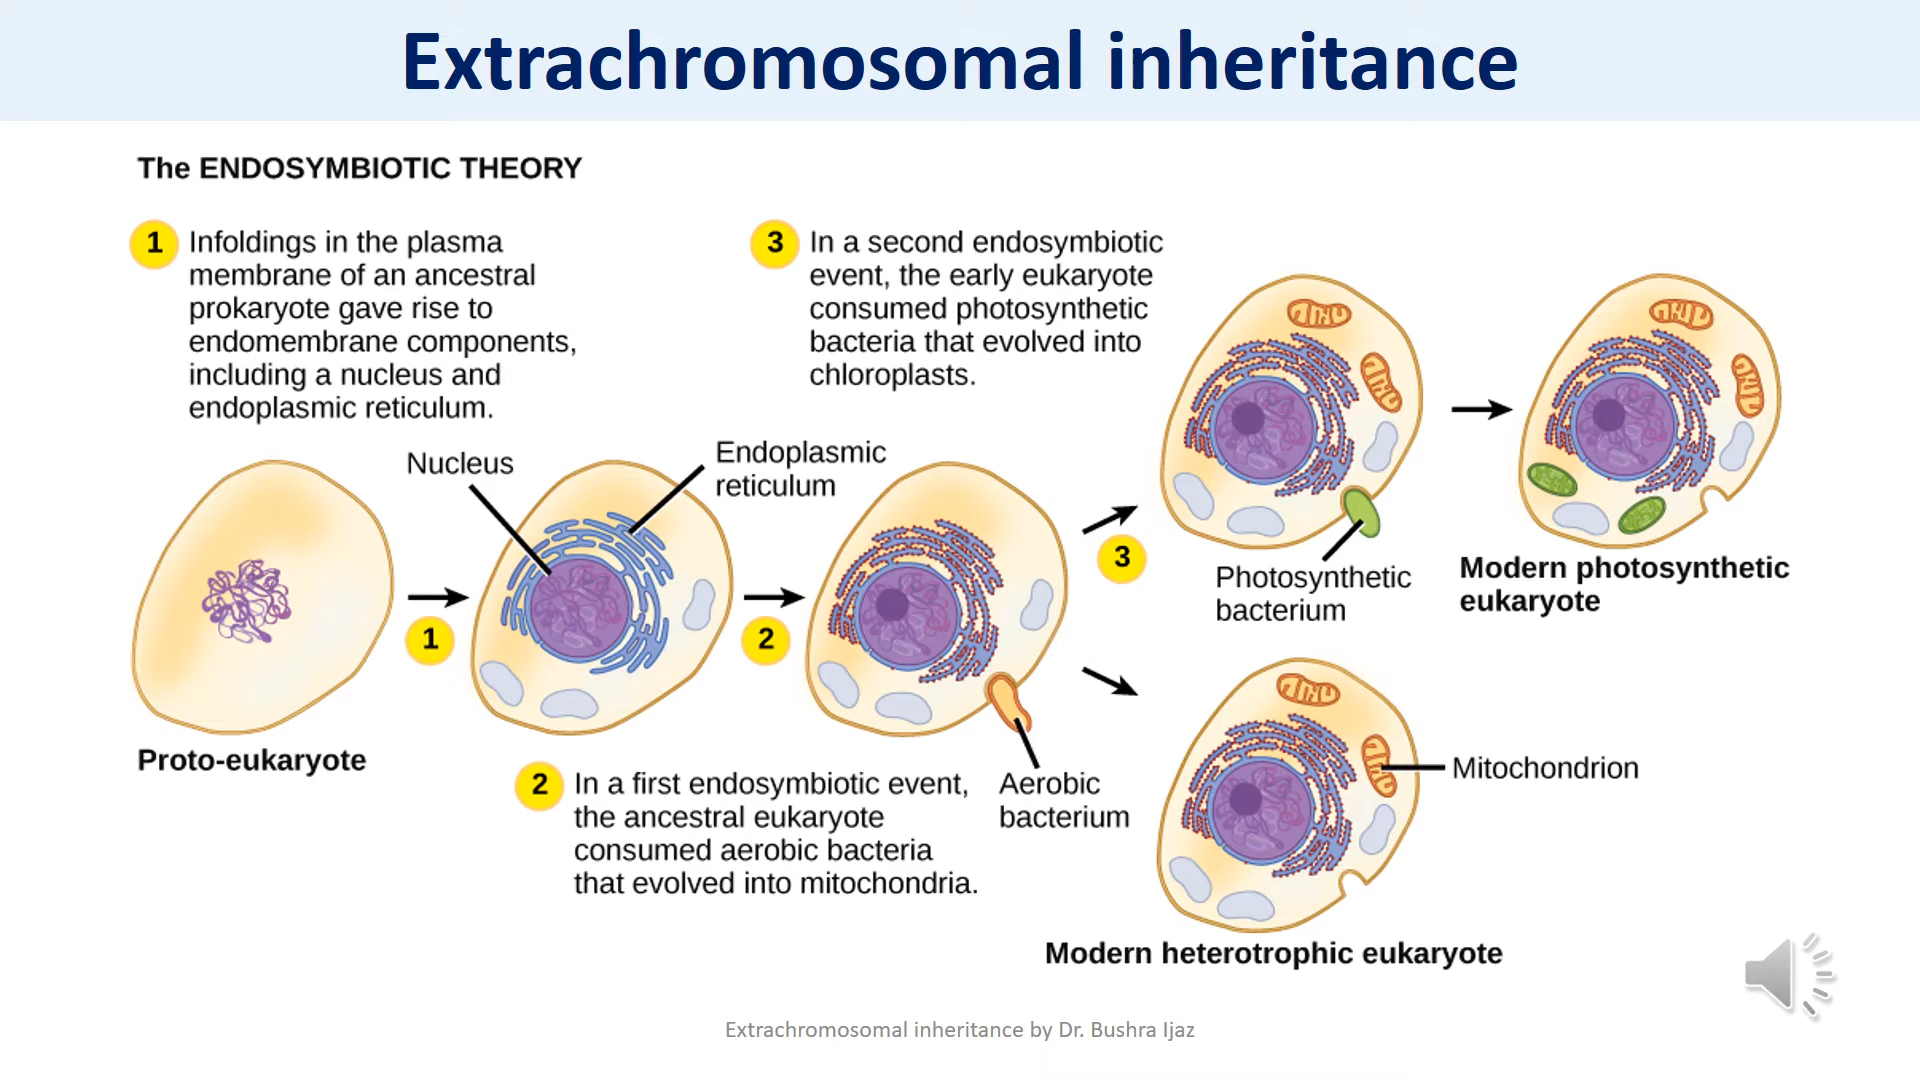 Extrachromosomal inheritance
The ENDOSYMBIOTIC THEORY
1
Infoldings in the plasma
membrane of an ancestral
prokaryote gave rise to
endomembrane components,
including a nucleus and
endoplasmic reticulum.
3
In a second endosymbiotic
event, the early eukaryote
consumed photosynthetic
bacteria that evolved into
chloroplasts.
Nucleus
Endoplasmic
reticulum
1
2
3
Photosynthetic
bacterium
Modern photosynthetic
eukaryote
Proto-eukaryote
2
In a first endosymbiotic event,
the ancestral eukaryote
consumed aerobic bacteria
that evolved into mitochondria.
Aerobic
bacterium
Mitochondrion
Modern heterotrophic eukaryote
Extrachromosomal inheritance by Dr. Bushra Ijaz